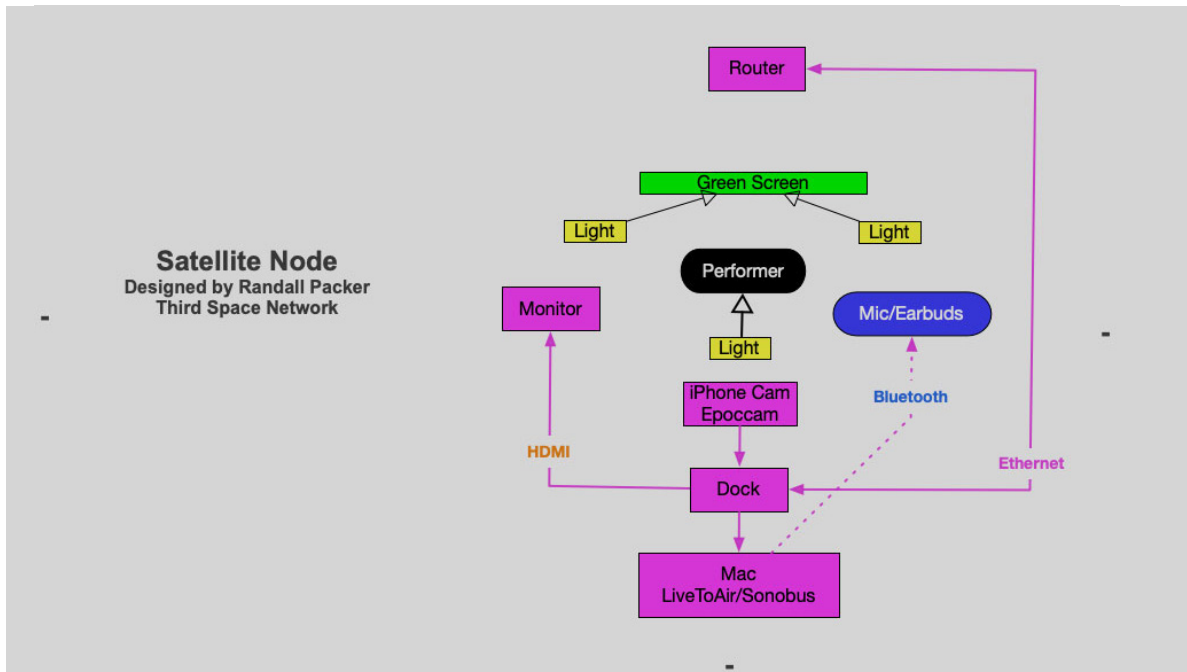 Router
Green Screen
Light
Light
Satellite Node
Designed by Randall Packer
Third Space Network
Performer
Monitor
Mic/Earbuds
Light
iPhone Cam
Epoccam
Bluetooth
HDMI
Ethernet
Dock
Mac
LiveToAir/Sonobus